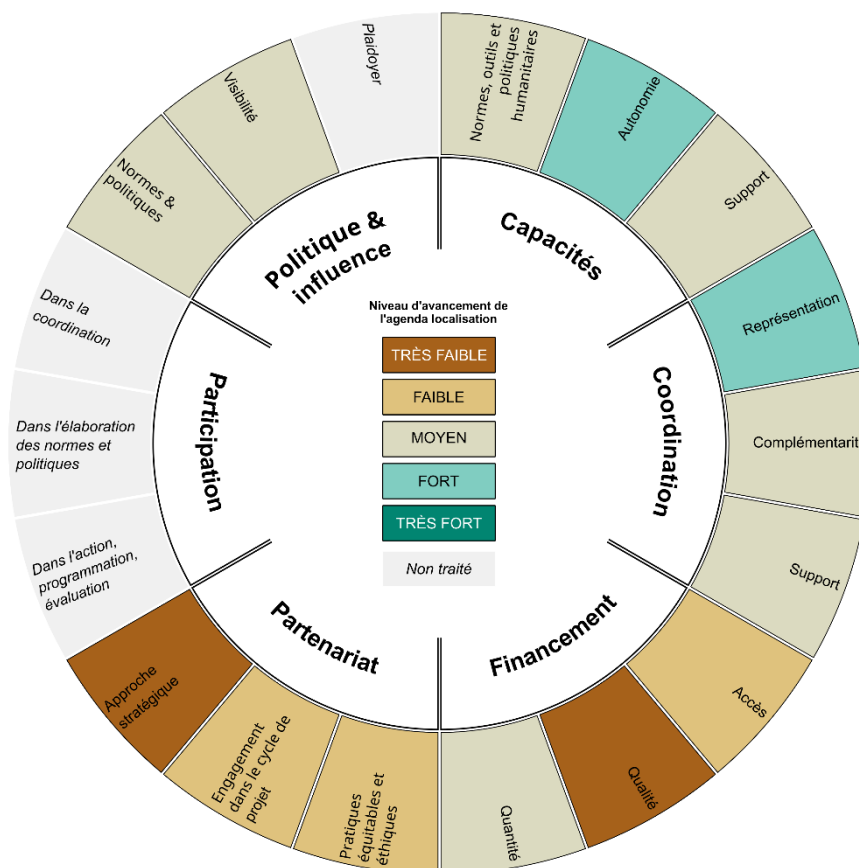 Plaidoyer
Normes, outils et
politiques
humanitaires
Visibilité
Autonomie
Normes &
politiques
Support
Politique &
influence
Capacités
Dans la
coordination
Représentation
Niveau d'avancement de
l'agenda localisation
TRÈS FAIBLE
FAIBLE
MOYEN
FORT
TRÈS FORT
Non traité
Participation
Coordination
Dans l'élaboration
des normes et
politiques
Complémentarit
Dans l'action,
programmation,
évaluation
Support
Partenariat
Financement
Approche
stratégique
Accès
Engagement
dans le cycle de
projet
Qualité
Pratiques
équitables et
éthiques
Quantité